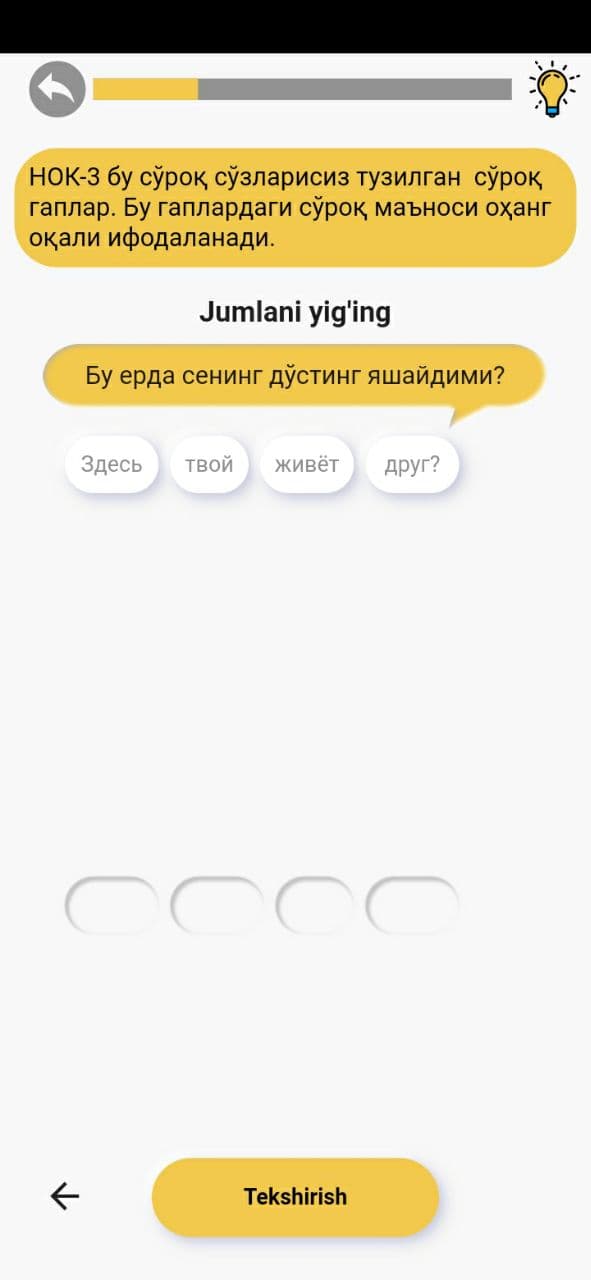 НОК-3 бу сўроқ сўзларисиз тузилган сўроқ
гаплар. Бу гаплардаги сўроқ маъноси оҳанг
оқали ифодаланади.
Jumlani yig'ing
Бу ерда сенинг дўстинг яшайдими?
Здесь твой живёт друг?
Tekshirish